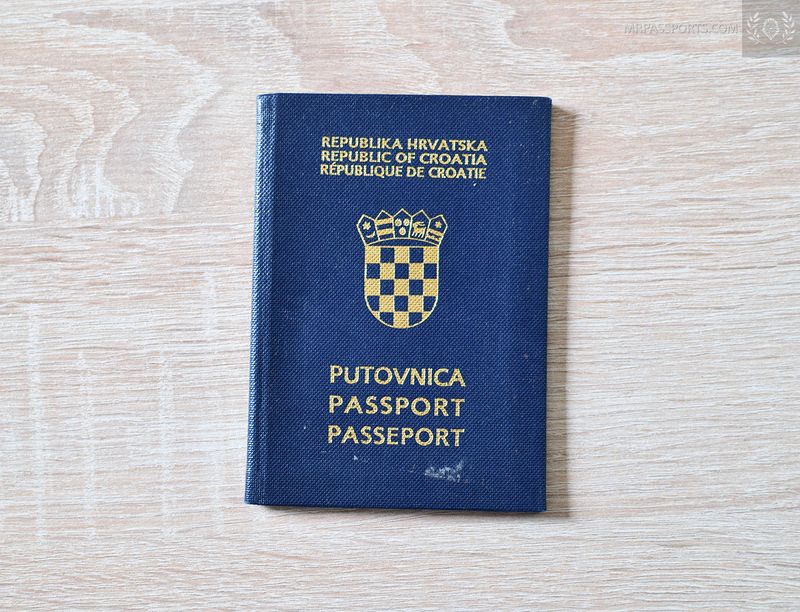 MRPASSPORTS.COM
REPUBLIKA HRVATSKA
REPUBLIC OF CROATIA
RÉPUBLIQUE DE CROATIE
PUTOVNICA
PASSPORT
PASSEPORT